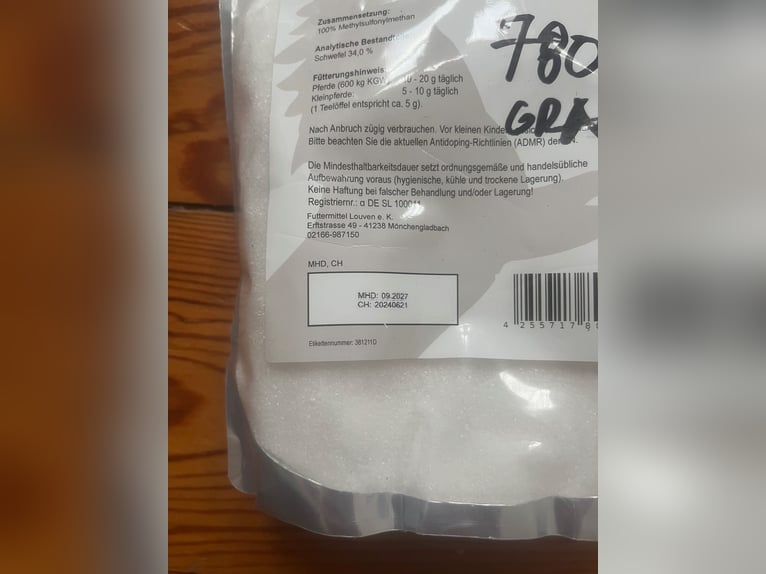 Zusammensetzung:
100% Methylsulfonylmethan
780
Analytische
Schwefel 34,0 %
Fütterungshinweis:
Pferde (600 kg KGW) 10 - 20 g täglich
Kleinpferde: 5 - 10 g täglich
(1 Teelöffel entspricht ca. 5 g).
Nach Anbruch zügig verbrauchen. Vor kleinen
Bitte beachten Sie die aktuellen Antidoping-Richtlinien (ADMR)
Die Mindesthaltbarkeitsdauer setzt ordnungsgemäße und handelsübliche
Aufbewahrung voraus (hygienische, kühle und trockene Lagerung).
Keine Haftung bei falscher Behandlung und/oder Lagerung!
Registriernr.: α DE SL
Futtermittel Louven e. K.
Erftstrasse 49 - 41238 Mönchengladbach
02166-987150
MHD, CH
MHD: 09.2027
CH: 20240621
4 255717
Etikettennummer: 381211D